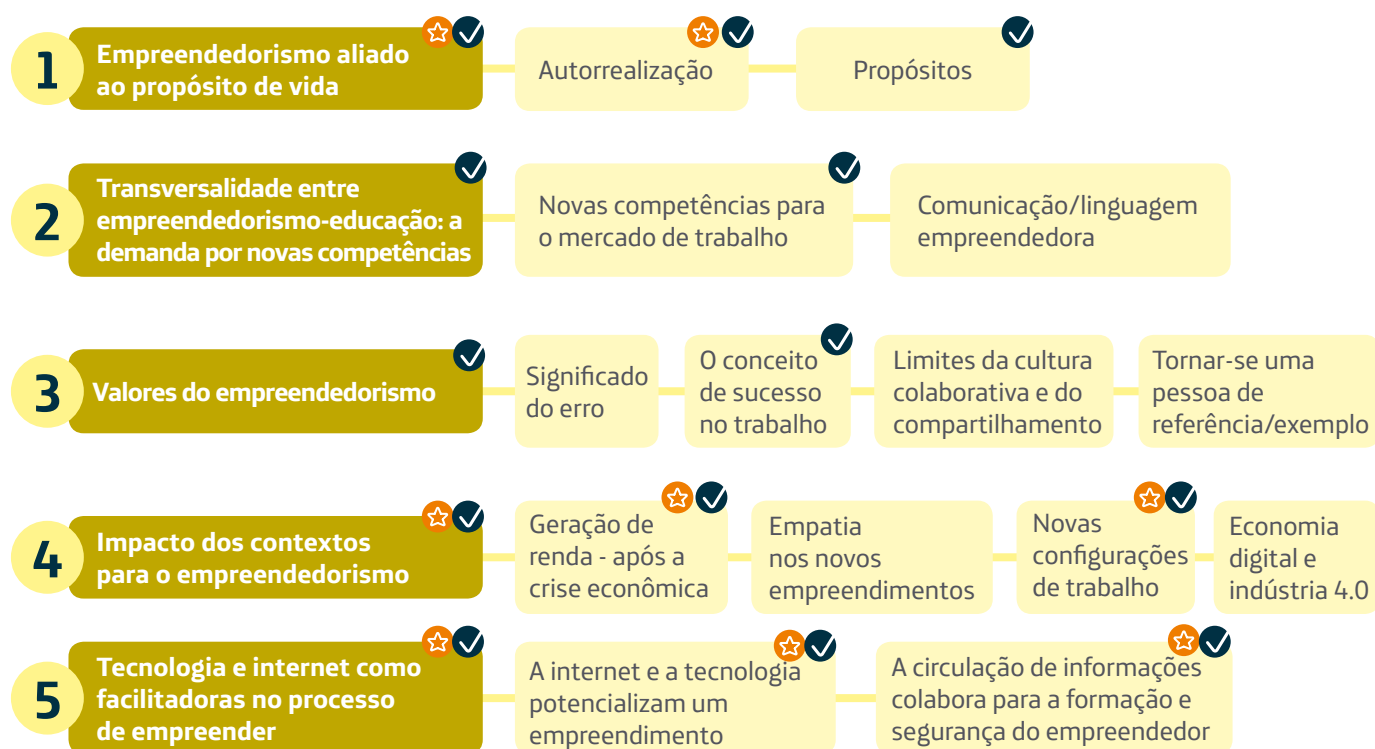 1
Empreendedorismo aliado
ao propósito de vida
Autorrealização
Propósitos
2
Transversalidade entre
empreendedorismo-educação: a
demanda por novas competências
Novas competências para
o mercado de trabalho
Comunicação/linguagem
empreendedora
3
Valores do empreendedorismo
Significado
do erro
O conceito
de sucesso
no trabalho
Limites da cultura
colaborativa e do
compartilhamento
Tornar-se uma
pessoa de
referência/exemplo
4
Impacto dos contextos
para o empreendedorismo
Geração de
renda - após a
crise econômica
Empatia
nos novos
empreendimentos
Novas
configurações
de trabalho
Economia
digital e
indústria 4.0
5
Tecnologia e internet como
facilitadoras no processo
de empreender
A internet e a tecnologia
potencializam um
empreendimento
A circulação de informações
colabora para a formação e
segurança do empreendedor